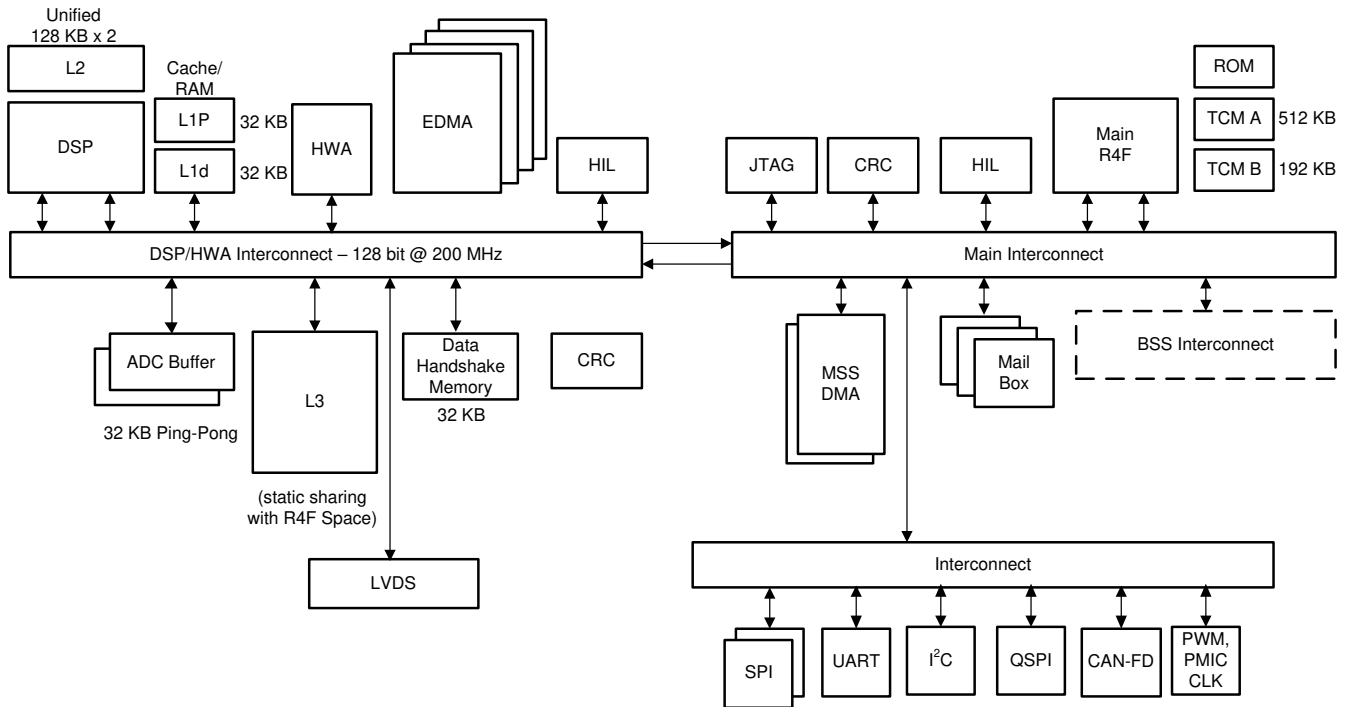 Unified
128 KB x 2
L2
Cache/
RAM
DSP
L1P
32 KB
L1d
32 KB
HWA
EDMA
HIL
JTAG
CRC
HIL
Main
R4F
ROM
TCM A
512 KB
TCM B
192 KB
DSP/HWA Interconnect – 128 bit @ 200 MHz
Main Interconnect
ADC Buffer
32 KB Ping-Pong
L3
(static sharing
with R4F Space)
Data
Handshake
Memory
32 KB
CRC
LVDS
MSS
DMA
Mail
Box
BSS Interconnect
Interconnect
SPI
UART
I²C
QSPI
CAN-FD
PWM,
PMIC
CLK